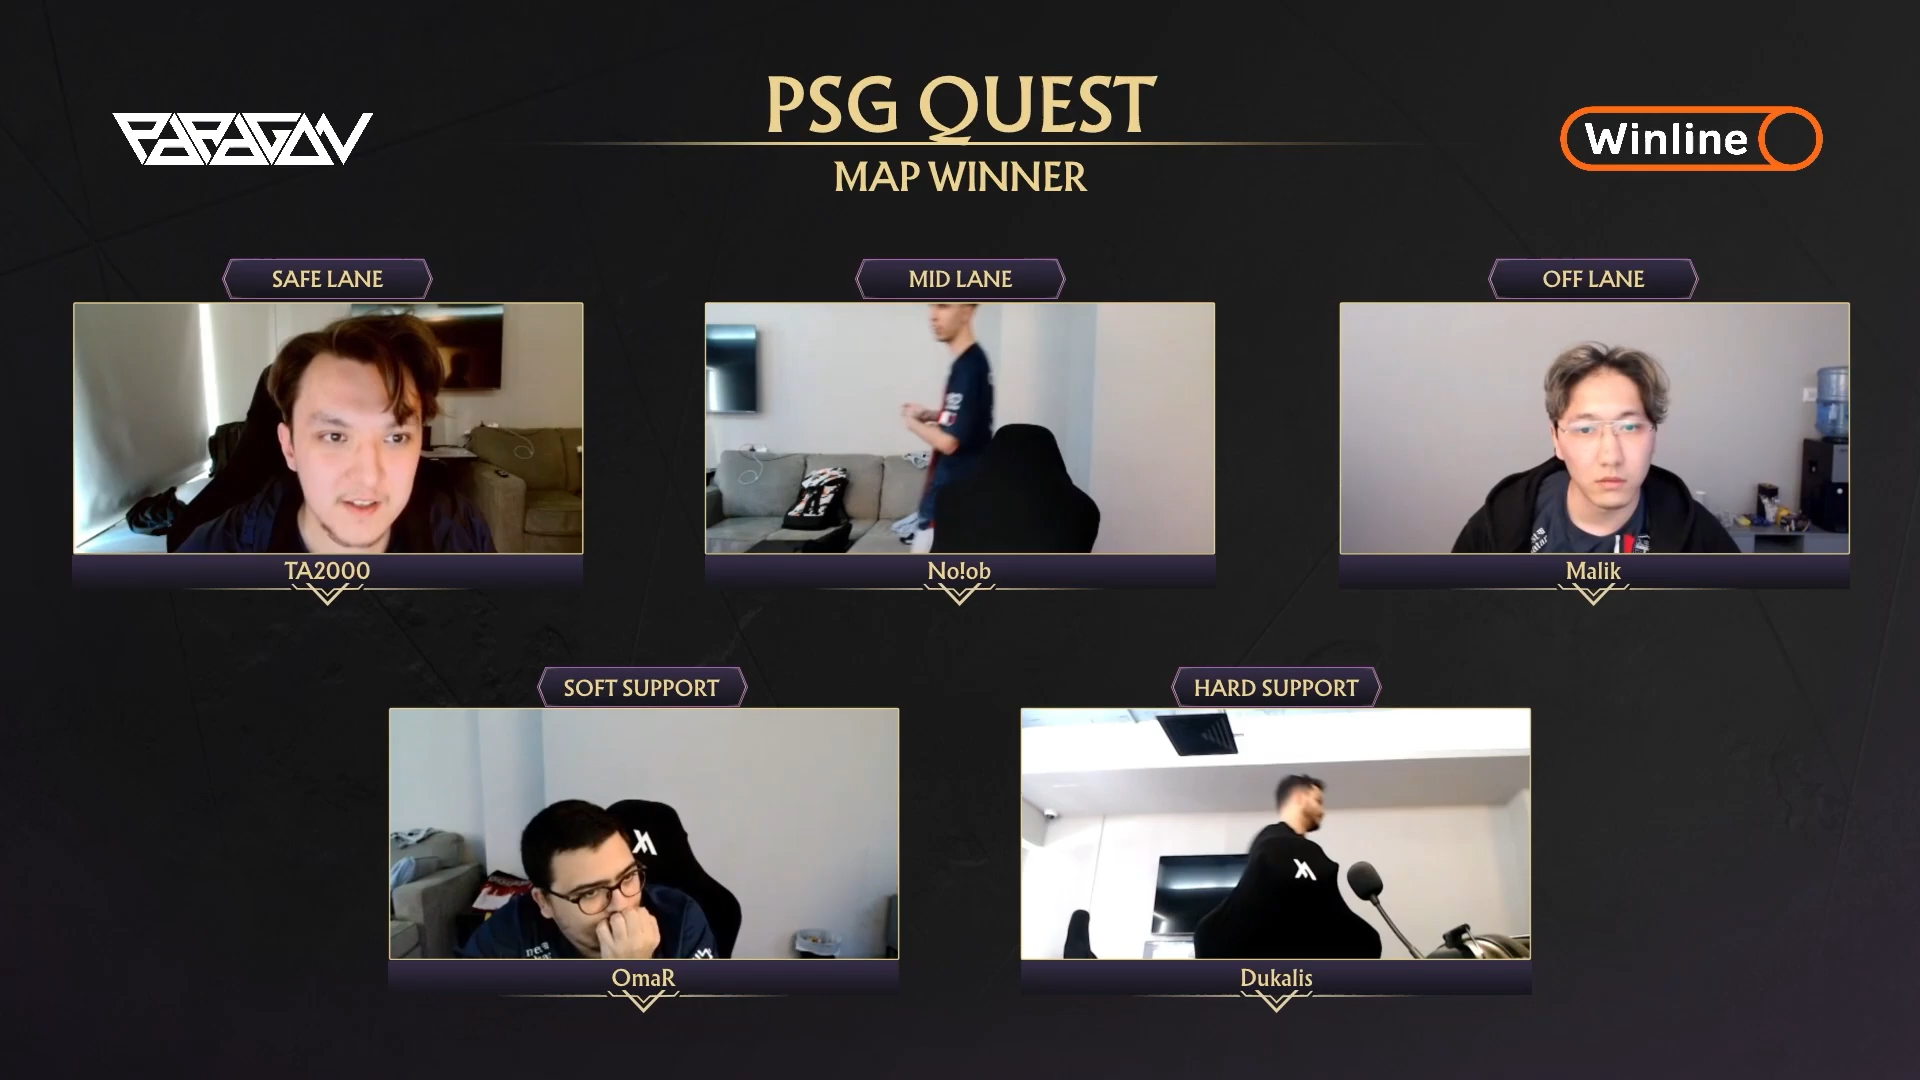 PARAGON
PSG QUEST
MAP WINNER
Winline
SAFE LANE
MID LANE
OFF LANE
TA2000
No!ob
Malik
SOFT SUPPORT
HARD SUPPORT
OmaR
Dukalis